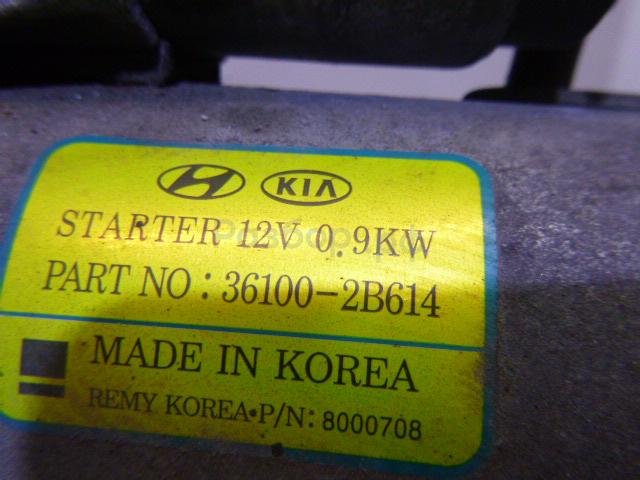 KIA
STARTER 12V 0.9KW
PART NO : 36100-2B614
MADE IN KOREA
REMY KOREA•P/N: 8000708